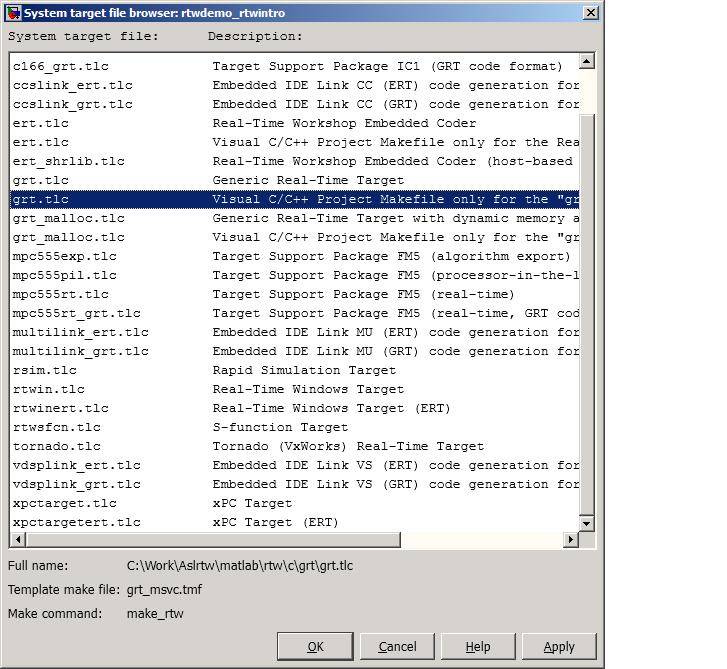 System target file browser: rtwdemo_rtwintro
System target file: Description:
c166_grt.tlc Target Support Package IC1 (GRT code format)
ccslink_ert.tlc Embedded IDE Link CC (ERT) code generation for
ccslink_grt.tlc Embedded IDE Link CC (GRT) code generation for
ert.tlc Real-Time Workshop Embedded Coder
ert.tlc Visual C/C++ Project Makefile only for the Rea
ert_shrlib.tlc Real-Time Workshop Embedded Coder (host-based
grt.tlc Generic Real-Time Target
grt.tlc Visual C/C++ Project Makefile only for the "gr
grt_malloc.tlc Generic Real-Time Target with dynamic memory a
grt_malloc.tlc Visual C/C++ Project Makefile only for the "gr
mpc555exp.tlc Target Support Package FM5 (algorithm export)
mpc555pil.tlc Target Support Package FM5 (processor-in-the-l
mpc555rt.tlc Target Support Package FM5 (real-time)
mpc555rt_grt.tlc Target Support Package FM5 (real-time, GRT cod
multilink_ert.tlc Embedded IDE Link MU (ERT) code generation for
multilink_grt.tlc Embedded IDE Link MU (GRT) code generation for
rsim.tlc Rapid Simulation Target
rtwin.tlc Real-Time Windows Target
rtwinert.tlc Real-Time Windows Target (ERT)
rtwsfcn.tlc S-function Target
tornado.tlc Tornado (VxWorks) Real-Time Target
vdsplink_ert.tlc Embedded IDE Link VS (ERT) code generation for
vdsplink_grt.tlc Embedded IDE Link VS (GRT) code generation for
xpctarget.tlc xPC Target
xpctargetert.tlc xPC Target (ERT)
Full name: C:\Work\Aslrtw\matlab\rtw\c\grt\grt.tlc
Template make file: grt_msvc.tmf
Make command: make_rtw
OK Cancel Help Apply